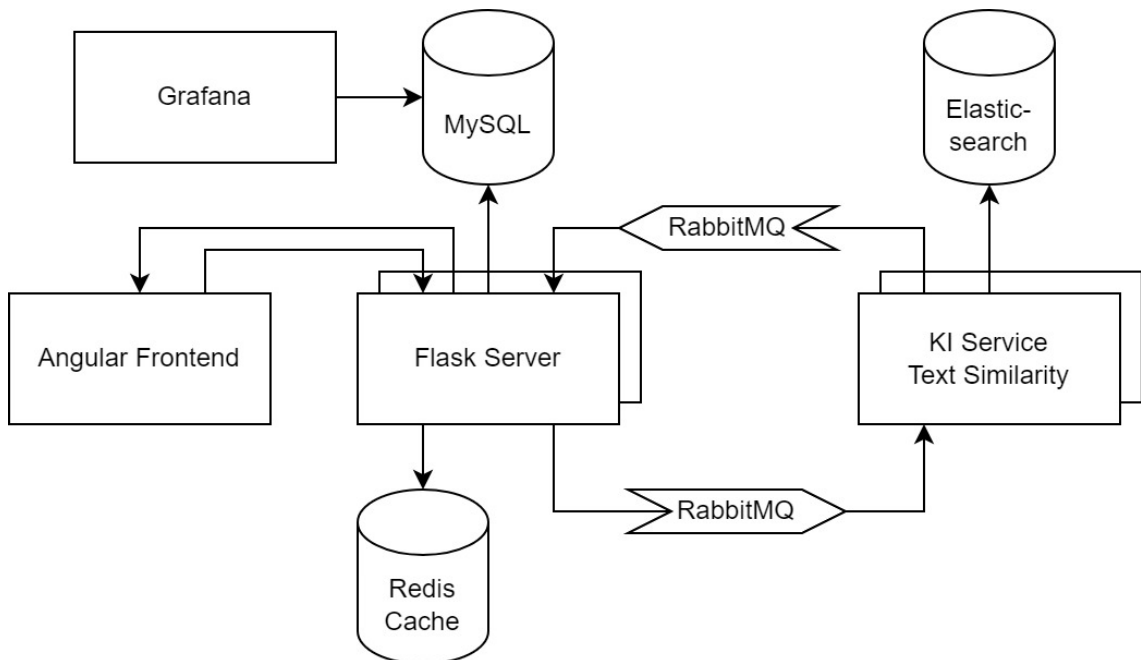 Grafana
MySQL
Elastic-
search
RabbitMQ
Angular Frontend
Flask Server
KI Service
Text Similarity
RabbitMQ
Redis
Cache